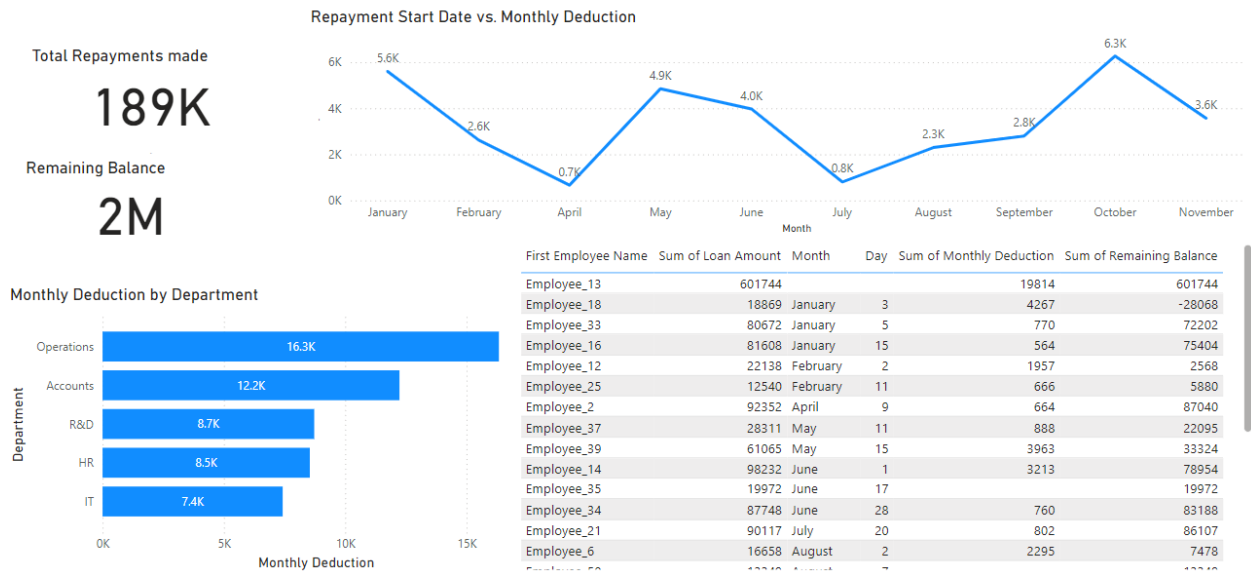 Repayment Start Date vs. Monthly Deduction
Total Repayments made
189K
Remaining Balance
2M
6K
4K
2K
0K
5.6K
2.6K
0.7K
4.9K
4.0K
0.8K
2.3K
2.8K
6.3K
3.6K
January February April May June July August September October November
Month
Monthly Deduction by Department
Department
Operations 16.3K
Accounts 12.2K
R&D 8.7K
HR 8.5K
IT 7.4K
0K 5K 10K 15K
Monthly Deduction
First Employee Name Sum of Loan Amount Month Day Sum of Monthly Deduction Sum of Remaining Balance
Employee_13 601744 19814 601744
Employee_18 18869 January 3 4267 -28068
Employee_33 80672 January 5 770 72202
Employee_16 81608 January 15 564 75404
Employee_12 22138 February 2 1957 2568
Employee_25 12540 February 11 666 5880
Employee_2 92352 April 9 664 87040
Employee_37 28311 May 11 888 22095
Employee_39 61065 May 15 3963 33324
Employee_14 98232 June 1 3213 78954
Employee_35 19972 June 17 19972
Employee_34 87748 June 28 760 83188
Employee_21 90117 July 20 802 86107
Employee_6 16658 August 2 2295 7478